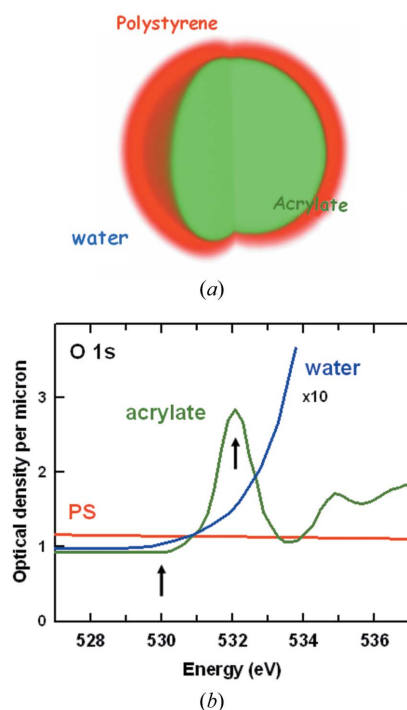 Polystyrene
Acrylate
water
(a)
O 1s
water
x10
acrylate
PS
Optical density per micron
3
2
1
0
528 530 532 534 536
Energy (eV)
(b)